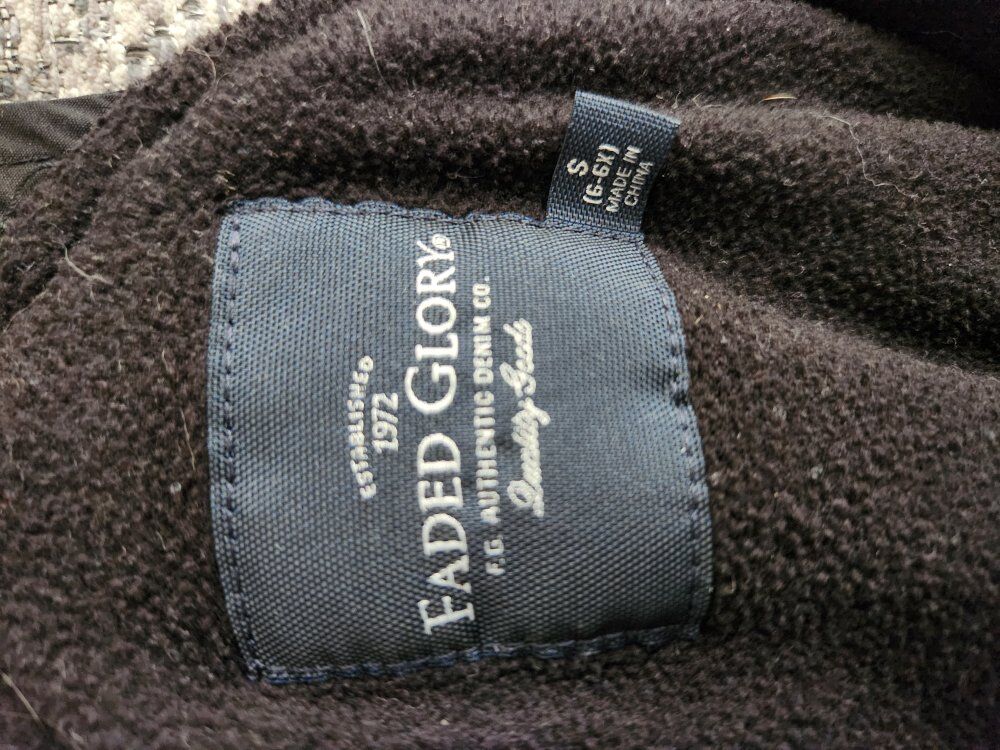 ESTABLISHED
1972
FADED GLORY®
F.G. AUTHENTIC DENIM CO.
Quality Goods
S
(6-6X)
MADE IN
CHINA